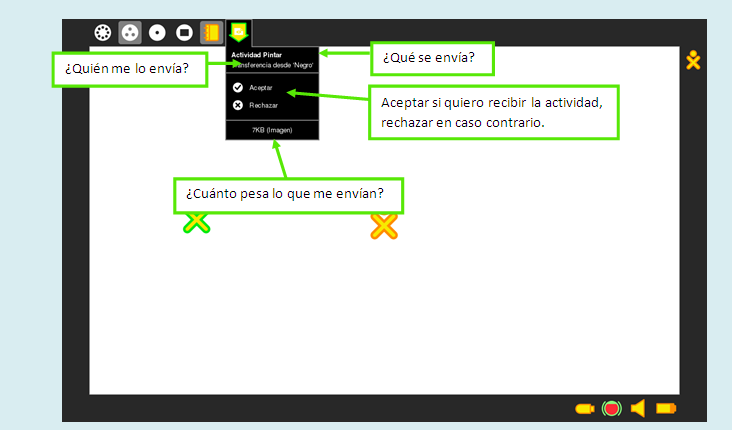 Actividad Pintar
¿Qué se envía?
¿Quién me lo envía?
ransferencia desde 'Negro'
Aceptar
Rechazar
Aceptar si quiero recibir la actividad,
rechazar en caso contrario.
7KB (Imagen)
¿Cuánto pesa lo que me envían?